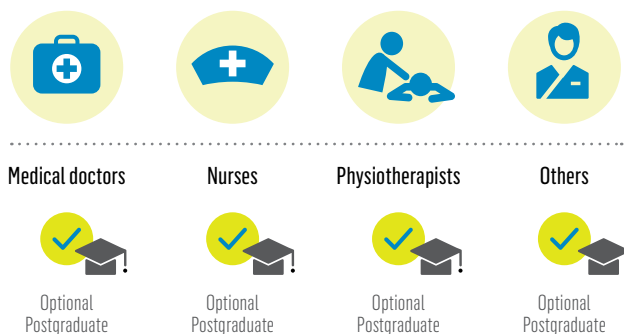 Medical doctors Nurses Physiotherapists Others
Optional Optional Optional Optional
Postgraduate Postgraduate Postgraduate Postgraduate